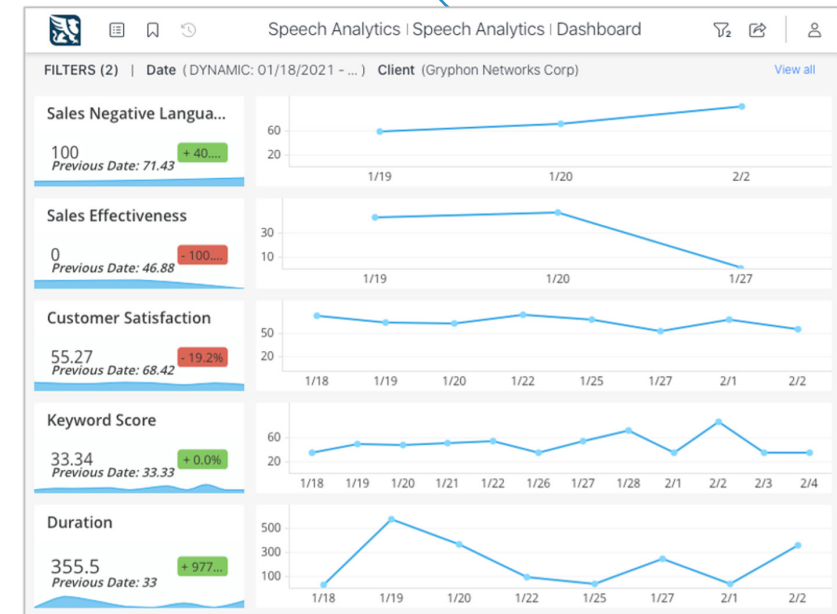 Speech Analytics | Speech Analytics | Dashboard
2
FILTERS (2) | Date ( DYNAMIC: 01/18/2021 - ... ) Client (Gryphon Networks Corp) View all
Sales Negative Langua...
100 + 40....
Previous Date: 71.43
60
20
1/19 1/20 2/2
Sales Effectiveness
0 - 100....
Previous Date: 46.88
30
10
1/19 1/20 1/27
Customer Satisfaction
55.27 - 19.2%
Previous Date: 68.42
50
20
1/18 1/19 1/20 1/22 1/25 1/27 2/1 2/2
Keyword Score
33.34 + 0.0%
Previous Date: 33.33
60
20
1/18 1/19 1/20 1/21 1/22 1/26 1/27 1/28 2/1 2/2 2/3 2/4
Duration
355.5 + 977...
Previous Date: 33
500
300
100
1/18 1/19 1/20 1/22 1/25 1/27 2/1 2/2